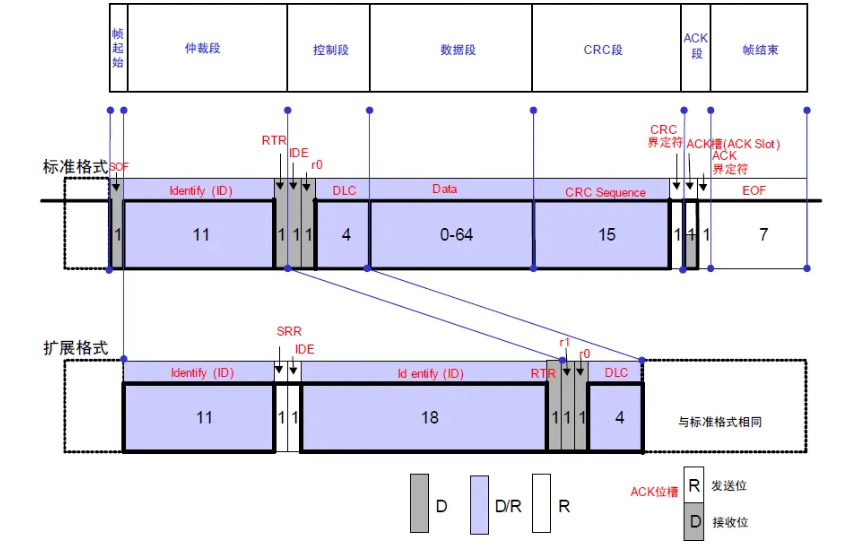 帧起始
仲裁段
控制段
数据段
CRC段
ACK段
帧结束
标准格式
SOF
RTR
IDE
r0
CRC
界定符
ACK槽(ACK Slot)
ACK
界定符
Identify (ID)
DLC
Data
CRC Sequence
EOF
1
11
1
1
1
4
0-64
15
1
1
1
7
扩展格式
SRR
IDE
r1
r0
Identify (ID)
Id entify (ID)
RTR
DLC
11
1
1
18
1
1
1
4
与标准格式相同
D
D/R
R
ACK位槽
R
发送位
D
接收位